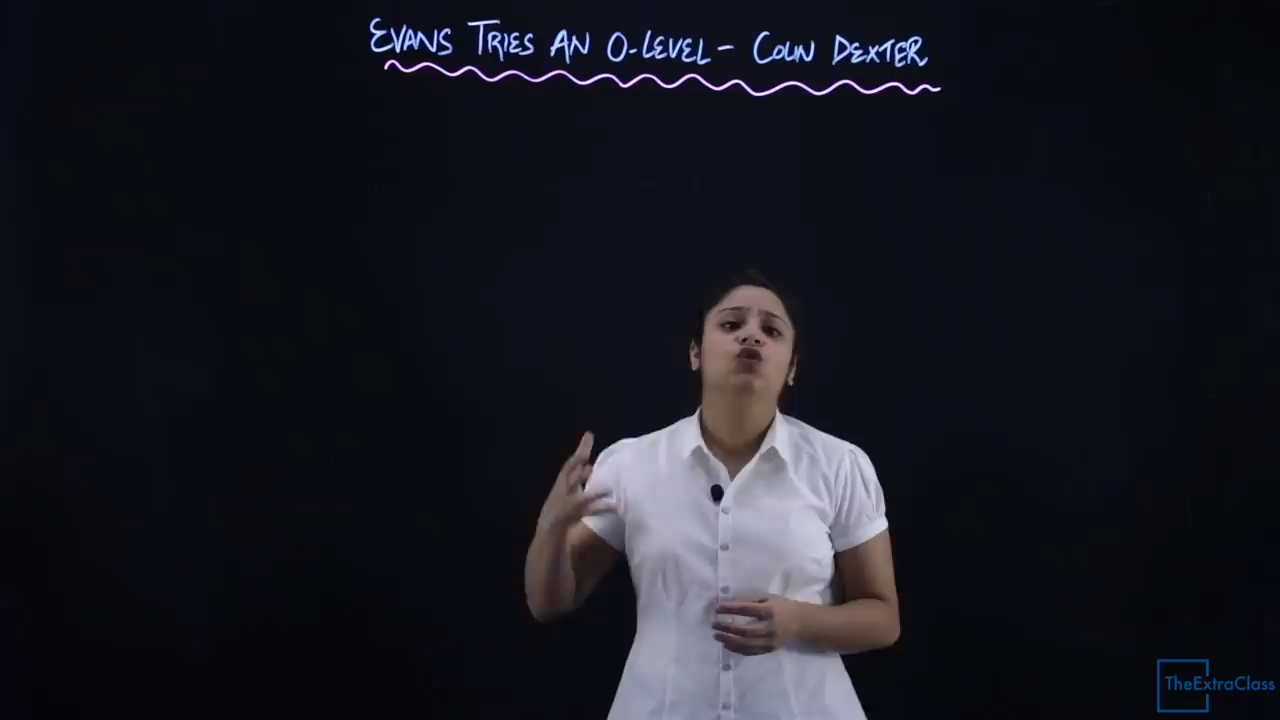 EVANS TRIES AN O-LEVEL - COLIN DEXTER
TheExtraClass